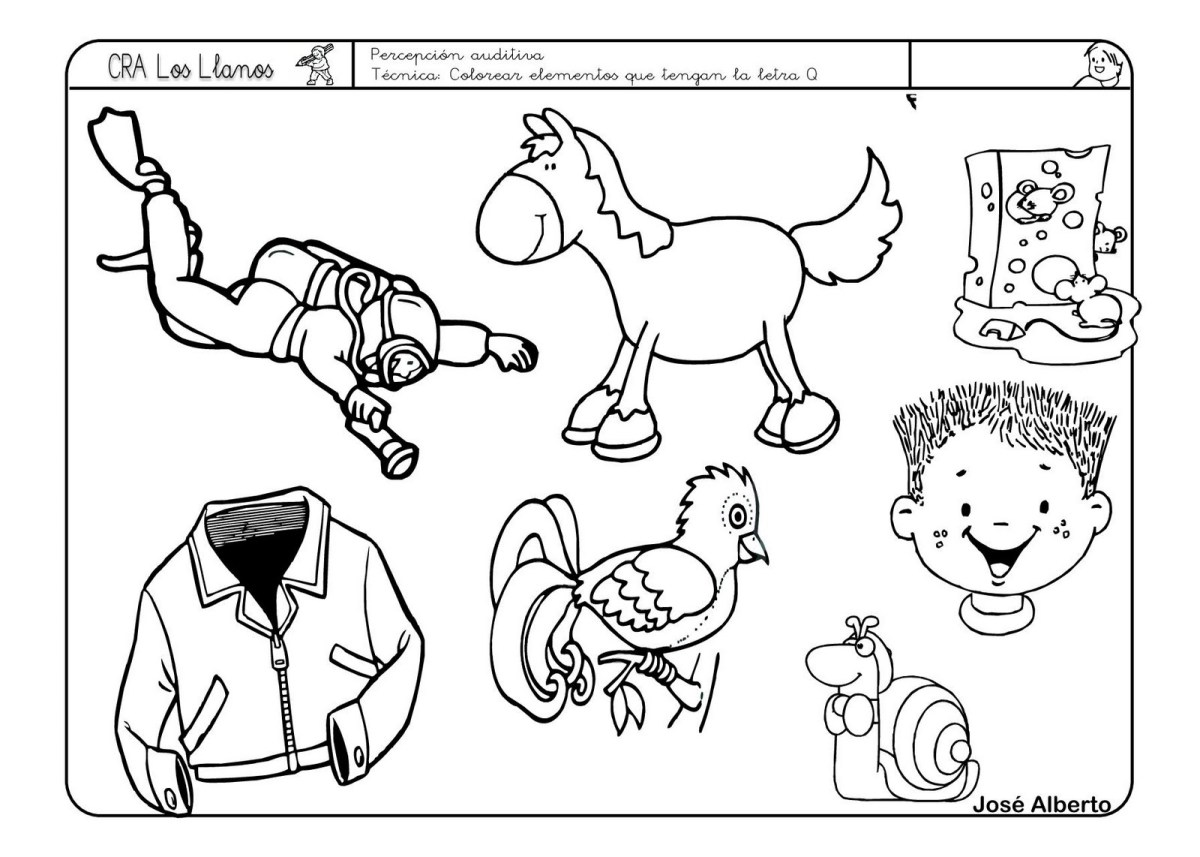 CRA Los Llanos
Percepción auditiva
Técnica: Colorear elementos que tengan la letra Q
José Alberto